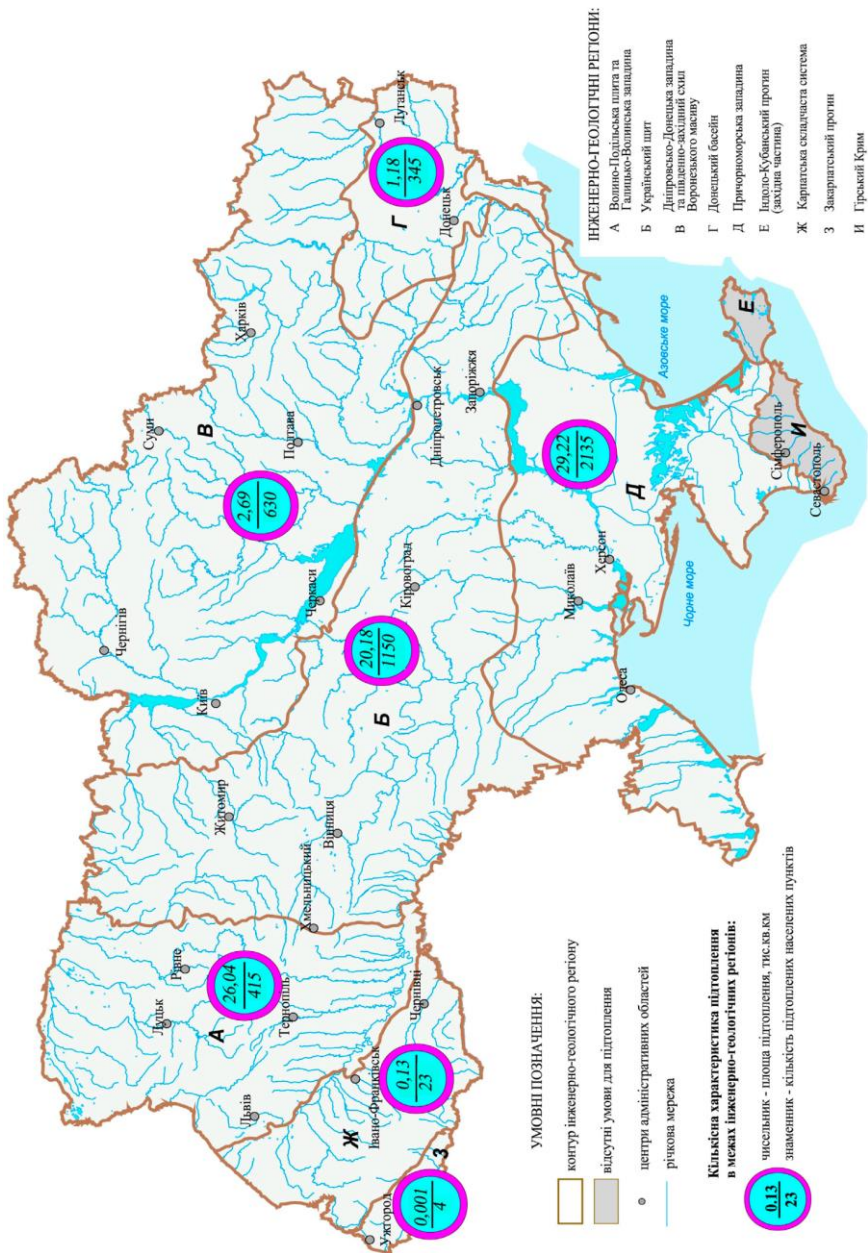 Чернігів
Суми
В
2,69
630
Київ
Полтава
Харків
Черкаси
Житомир
Вінниця
Хмельницький
Луцьк
Рівне
А
26,04
415
Тернопіль
Львів
Ж
Івано-Франківськ
Чернівці
0,13
23
Ужгород
З
0,001
4
Б
20,18
1150
Кіровоград
Дніпропетровськ
Запоріжжя
Г
1,18
345
Луганськ
Донецьк
Миколаїв
Херсон
Одеса
Д
29,22
2135
Азовське море
Чорне море
Е
И
Сімферополь
Севастополь
УМОВНІ ПОЗНАЧЕННЯ:
контур інженерно-геологічного регіону
відсутні умови для підтоплення
центри адміністративних областей
річкова мережа
Кількісна характеристика підтоплення
в межах інженерно-геологічних регіонів:
0.13
23
чисельник - площа підтоплення, тис.кв.км
знаменник - кількість підтоплених населених пунктів
ІНЖЕНЕРНО-ГЕОЛОГІЧНІ РЕГІОНИ:
А Волино-Подільська плита та
Галицько-Волинська западина
Б Український щит
Дніпровсько-Донецька западина
В та південно-західний схил
Воронезького масиву
Г Донецький басейн
Д Причорноморська западина
Е Індоло-Кубанський прогин
(західна частина)
Ж Карпатська складчаста система
З Закарпатський прогин
И Гірський Крим